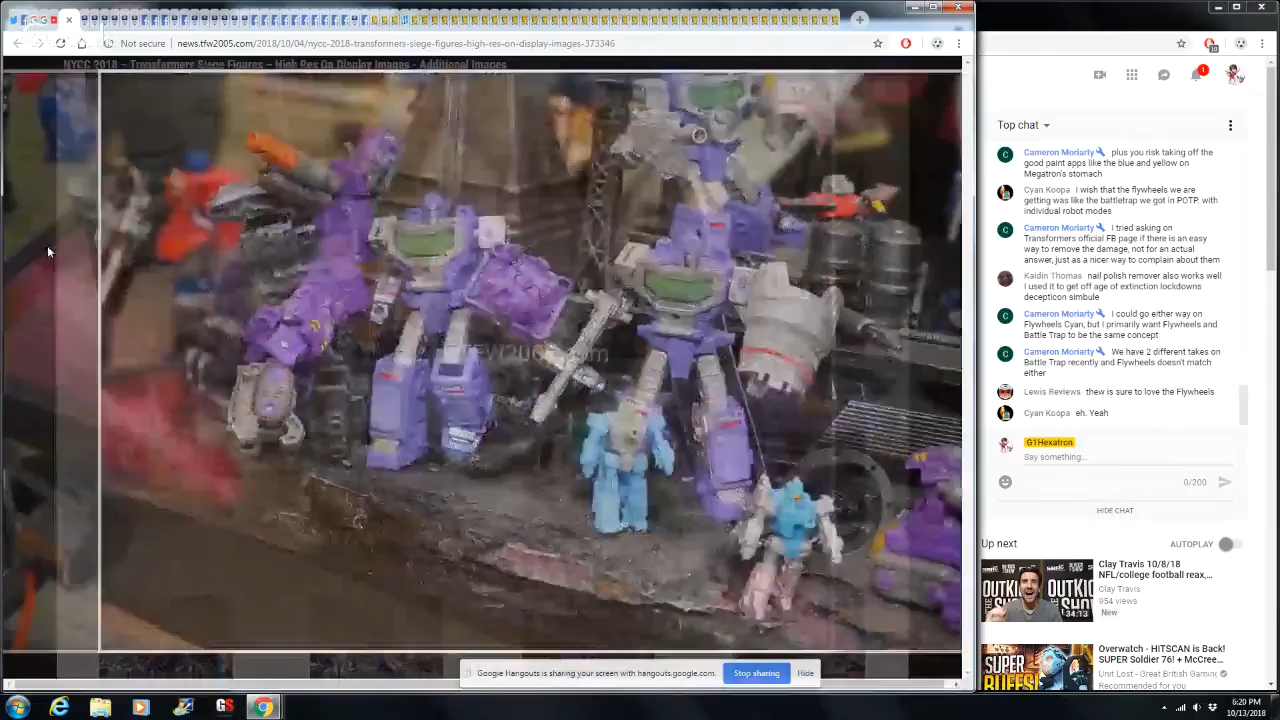 Not secure
news.tfw2005.com/2018/10/04/nycc-2018-transformers-siege-figures-high-res-on-display-images-373346
NYCC 2018 – Transformers Siege Figures – High Res On Display Images - Additional Images
10
1
Top chat
Cameron Moriarty plus you risk taking off the
good paint apps like the blue and yellow on
Megatron's stomach
Cyan Koopa I wish that the flywheels we are
getting was like the battletrap we got in POTP. with
individual robot modes
Cameron Moriarty I tried asking on
Transformers official FB page if there is an easy
way to remove the damage, not for an actual
answer, just as a nicer way to complain about them
Kaidin Thomas nail polish remover also works well
I used it to get off age of extinction lockdowns
decepticon simbule
Cameron Moriarty I could go either way on
Flywheels Cyan, but I primarily want Flywheels and
Battle Trap to be the same conctept
Cameron Moriarty We have 2 different takes on
Battle Trap recently and Flywheels doesn't match
either
Lewis Reviews thew is sure to love the Flywheels
Cyan Koopa eh. Yeah
G1Hexatron
Say something...
0/200
HIDE CHAT
Up next
AUTOPLAY
Clay Travis 10/8/18
NFL/college football reax,...
Clay Travis
954 views
New
OUTKICK
34:13
Overwatch - HITSCAN is Back!
SUPER Soldier 76! + McCree...
Unit Lost - Great British Gaming
Recommended for you
SUPER
BUFFS!
Google Hangouts is sharing your screen with hangouts.google.com.
Stop sharing
Hide
GS
6:20 PM
10/13/2018